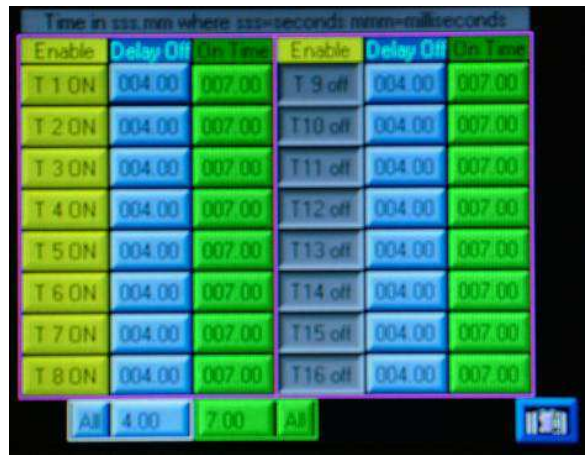 Time in sss.mm where sss=seconds mmm=milliseconds
Enable Delay Off On Time Enable Delay Off On Time
T 1 ON 004.00 007.00 T 9 off 004.00 007.00
T 2 ON 004.00 007.00 T10 off 004.00 007.00
T 3 ON 004.00 007.00 T11 off 004.00 007.00
T 4 ON 004.00 007.00 T12 off 004.00 007.00
T 5 ON 004.00 007.00 T13 off 004.00 007.00
T 6 ON 004.00 007.00 T14 off 004.00 007.00
T 7 ON 004.00 007.00 T15 off 004.00 007.00
T 8 ON 004.00 007.00 T16 off 004.00 007.00
All 4.00 7.00 All